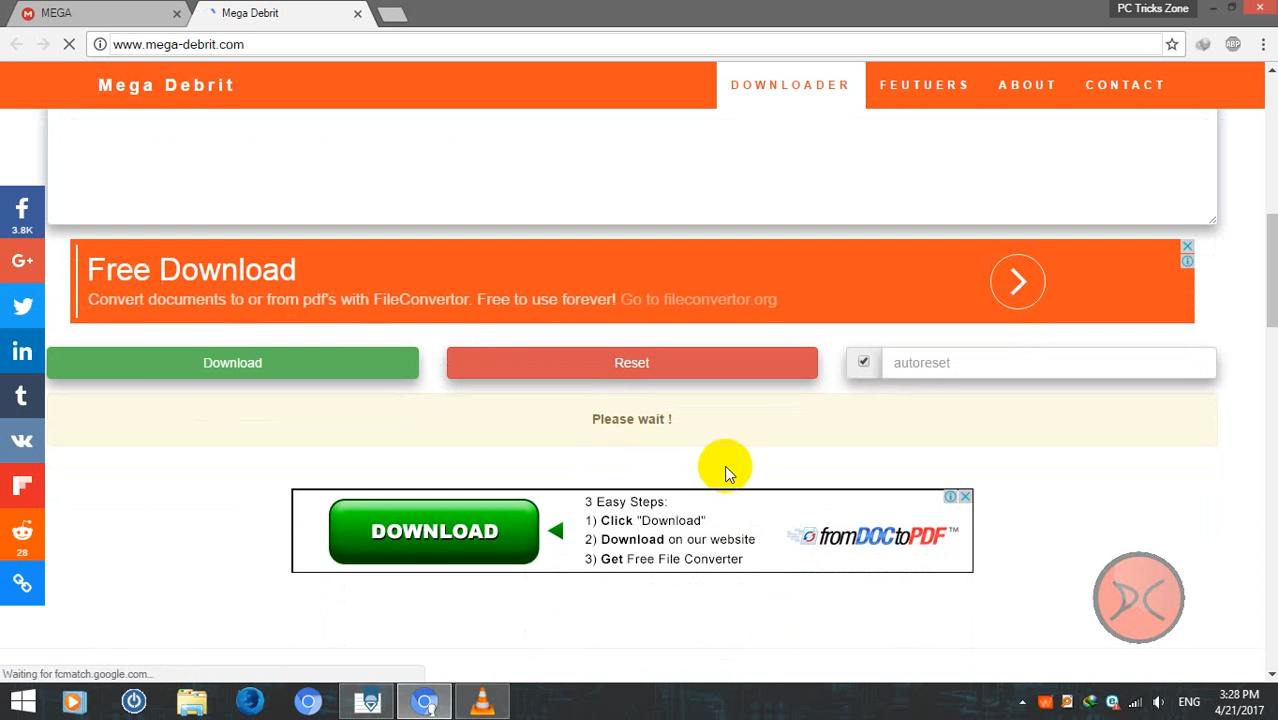 MEGA
Mega Debrit
PC Tricks Zone
www.mega-debrit.com
ABP
Mega Debrit
DOWNLOADER
FEUTUERS
ABOUT
CONTACT
3.8K
Free Download
Convert documents to or from pdf's with FileConvertor. Free to use forever! Go to fileconvertor.org
Download
Reset
autoreset
Please wait !
DOWNLOAD
3 Easy Steps:
1) Click "Download"
2) Download on our website
3) Get Free File Converter
fromDOCtoPDF™
28
PC
Waiting for fcmatch.google.com...
ENG
3:28 PM
4/21/2017